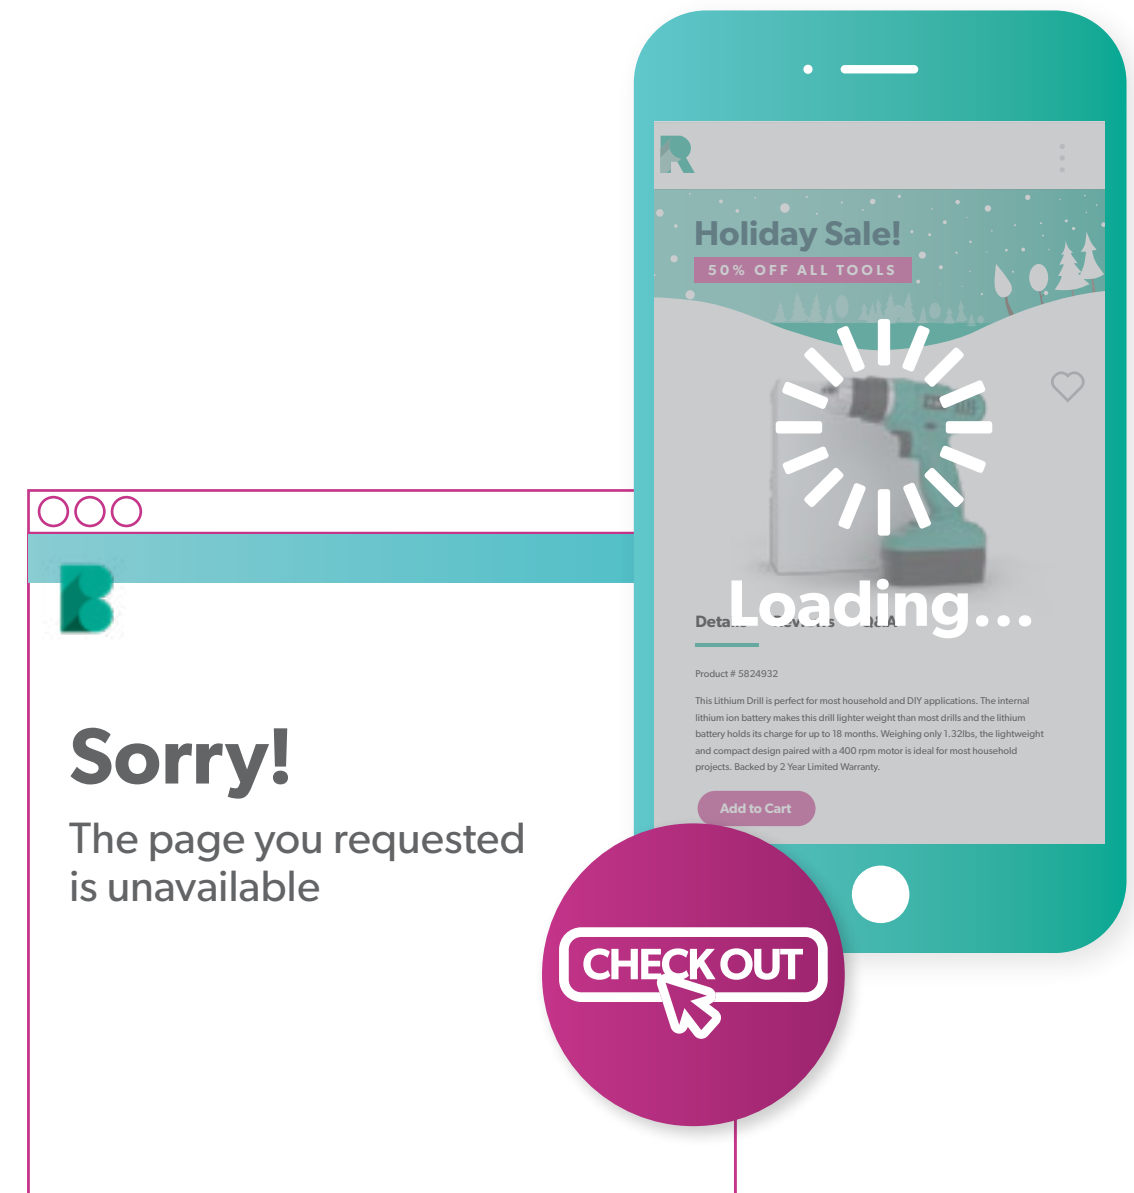 R
Holiday Sale!
50% OFF ALL TOOLS
Loading...
Details Reviews Q&A
Product # 5824932
This Lithium Drill is perfect for most household and DIY applications. The internal
lithium ion battery makes this drill lighter weight than most drills and the lithium
battery holds its charge for up to 18 months. Weighing only 1.32lbs, the lightweight
and compact design paired with a 400 rpm motor is ideal for most household
projects. Backed by 2 Year Limited Warranty.
Add to Cart
B
Sorry!
The page you requested
is unavailable
CHECK OUT